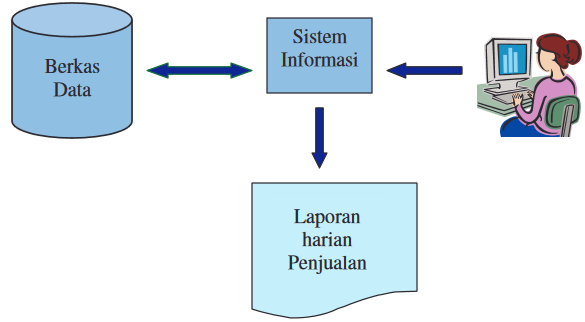 Berkas
Data
Sistem
Informasi
Laporan
harian
Penjualan